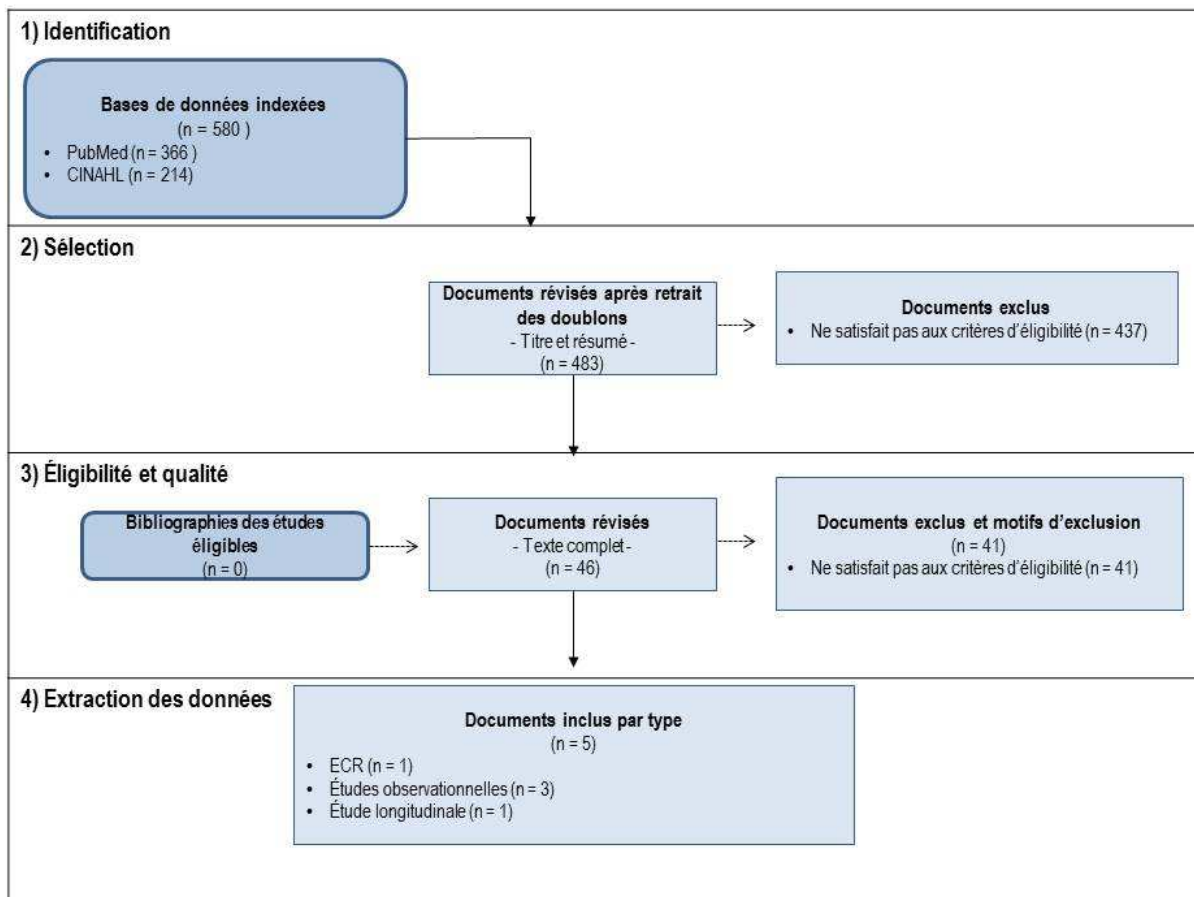 1) Identification
Bases de données indexées
(n = 580 )
• PubMed (n = 366 )
• CINAHL (n = 214)
2) Sélection
Documents révisés après retrait
des doublons
- Titre et résumé -
(n = 483)
Documents exclus
• Ne satisfait pas aux critères d'éligibilité (n = 437)
3) Éligibilité et qualité
Bibliographies des études
éligibles
(n = 0)
Documents révisés
- Texte complet -
(n = 46)
Documents exclus et motifs d'exclusion
(n = 41)
• Ne satisfait pas aux critères d'éligibilité (n = 41)
4) Extraction des données
Documents inclus par type
(n = 5)
• ECR (n = 1)
• Études observationnelles (n = 3)
• Étude longitudinale (n = 1)